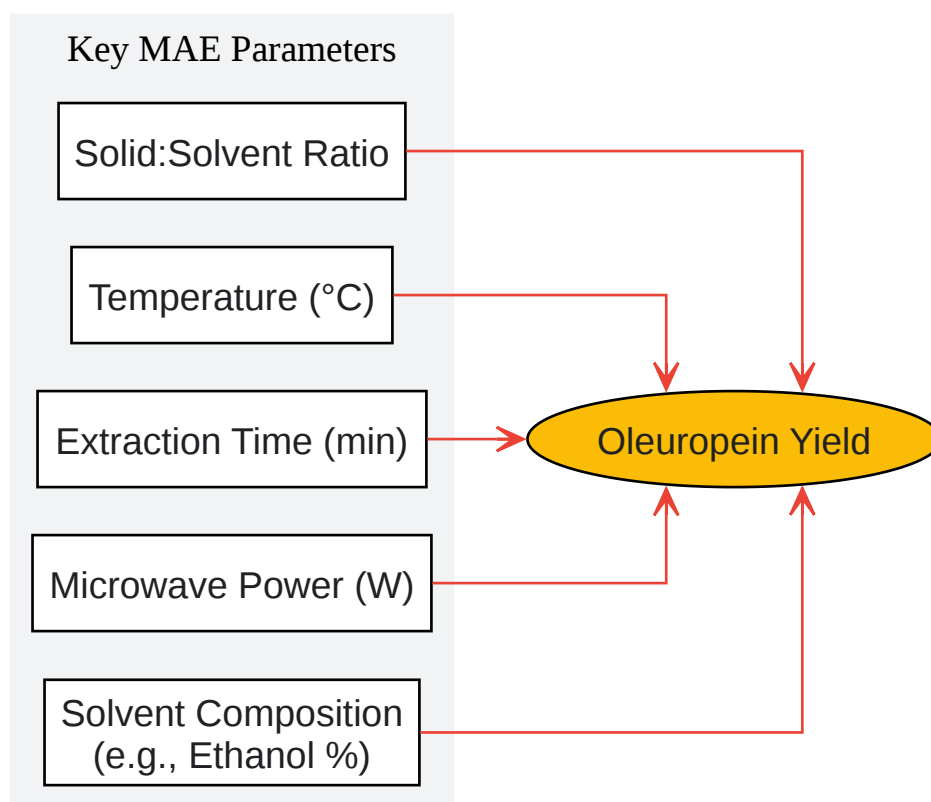 Key MAE Parameters
Solid:Solvent Ratio
Temperature (°C)
Extraction Time (min)
Oleuropein Yield
Microwave Power (W)
Solvent Composition
(e.g., Ethanol %)